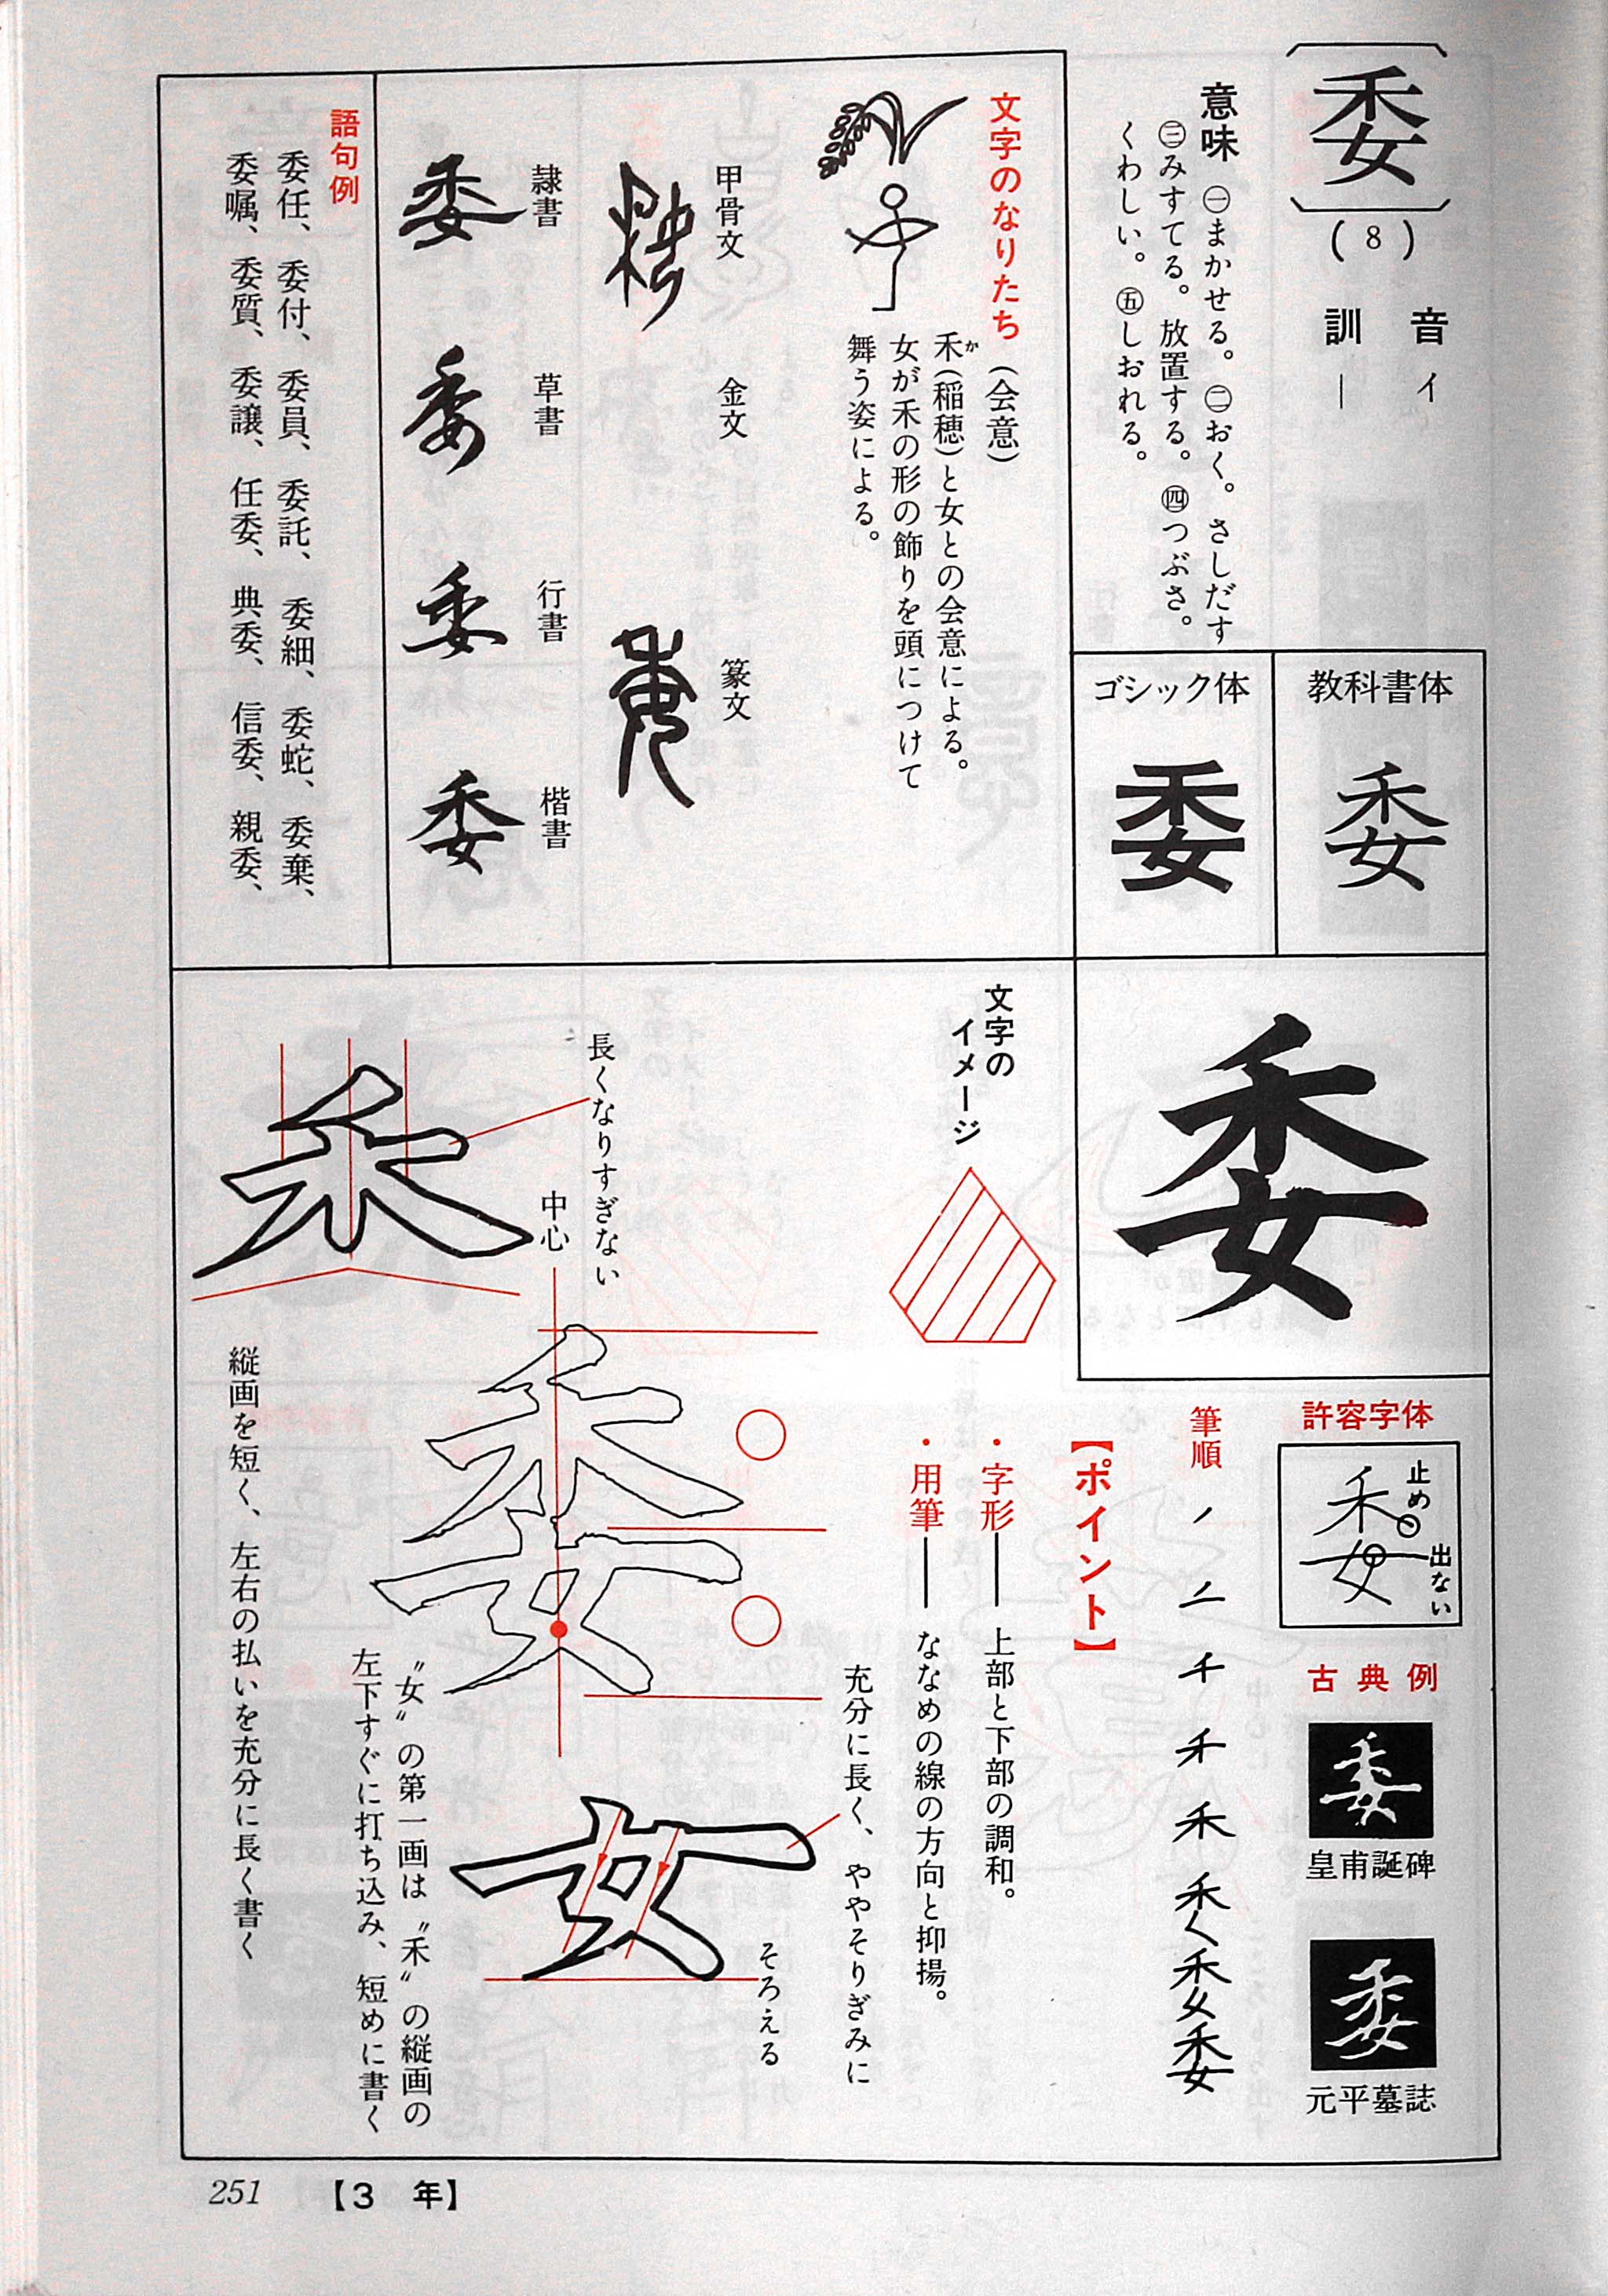 委
(8)
音 イ
訓 ―
意味 ㊀まかせる。㊁おく。さしだす
㊂みすてる。放置する。㊃つぶさ。
くわしい。㊄しおれる。
教科書体
委
ゴシック体
委
文字のなりたち（会意）
禾（稲穂）と女との会意による。
か
女が禾の形の飾りを頭につけて
舞う姿による。
甲骨文
金文
篆文
隷書
委
草書
委
行書
委
楷書
委
語句例
委任、委付、委員、委託、委細、委蛇、委棄、
委嘱、委質、委譲、任委、典委、信委、親委、
委
許容字体
止め
出ない
委
古典例
委
皇甫誕碑
委
元平墓誌
筆順
【ポイント】
・字形――上部と下部の調和。
・用筆――ななめの線の方向と抑揚。
文字の
イメージ
充分に長く、ややそりぎみに
そろえる
女
長くなりすぎない
中心
委
禾
〝女〟の第一画は〝禾〟の縦画の
左下すぐに打ち込み、短めに書く
縦画を短く、左右の払いを充分に長く書く
251 【3 年】